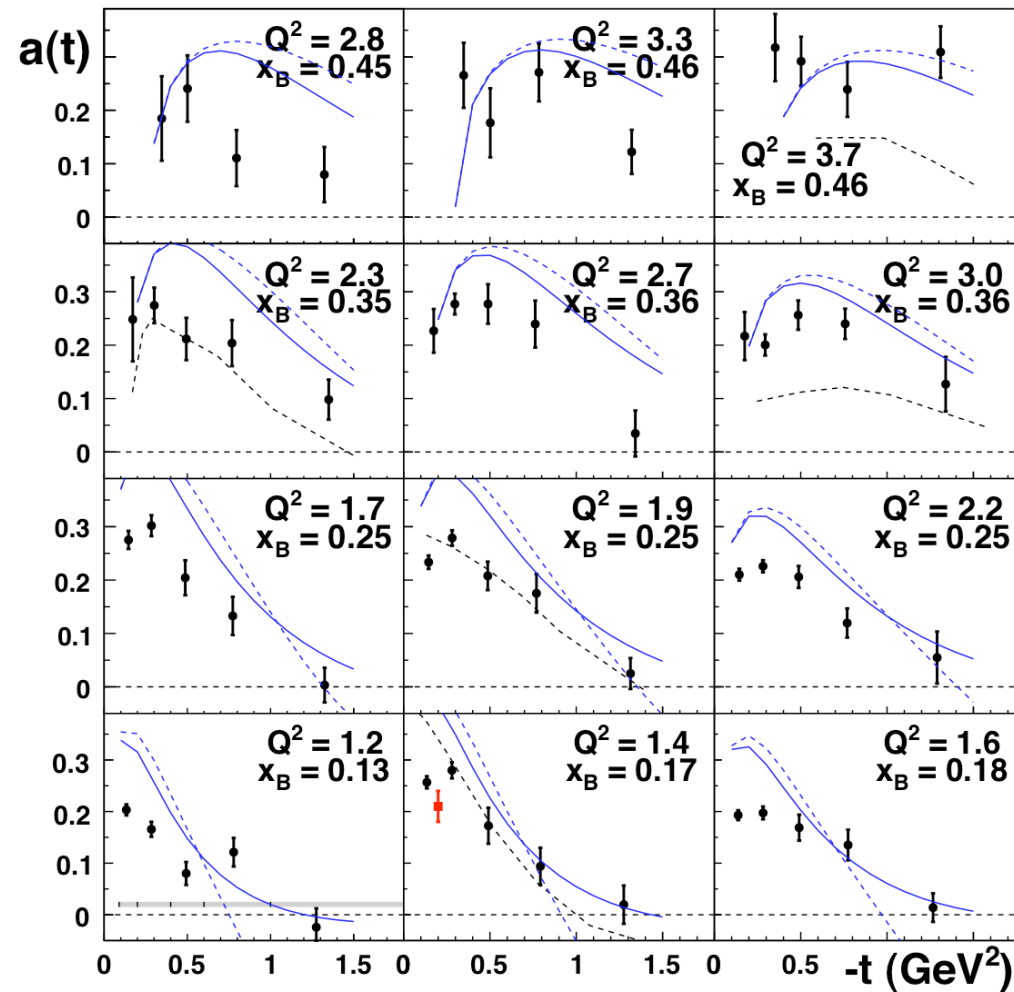 a(t)
Q² = 2.8
x_B = 0.45
Q² = 3.3
x_B = 0.46
Q² = 3.7
x_B = 0.46
0.3
0.2
0.1
0
Q² = 2.3
x_B = 0.35
Q² = 2.7
x_B = 0.36
Q² = 3.0
x_B = 0.36
0.3
0.2
0.1
0
Q² = 1.7
x_B = 0.25
Q² = 1.9
x_B = 0.25
Q² = 2.2
x_B = 0.25
0.3
0.2
0.1
0
Q² = 1.2
x_B = 0.13
Q² = 1.4
x_B = 0.17
Q² = 1.6
x_B = 0.18
0.3
0.2
0.1
0
0 0.5 1 1.5 0 0.5 1 1.5 0 0.5 -t (GeV²)